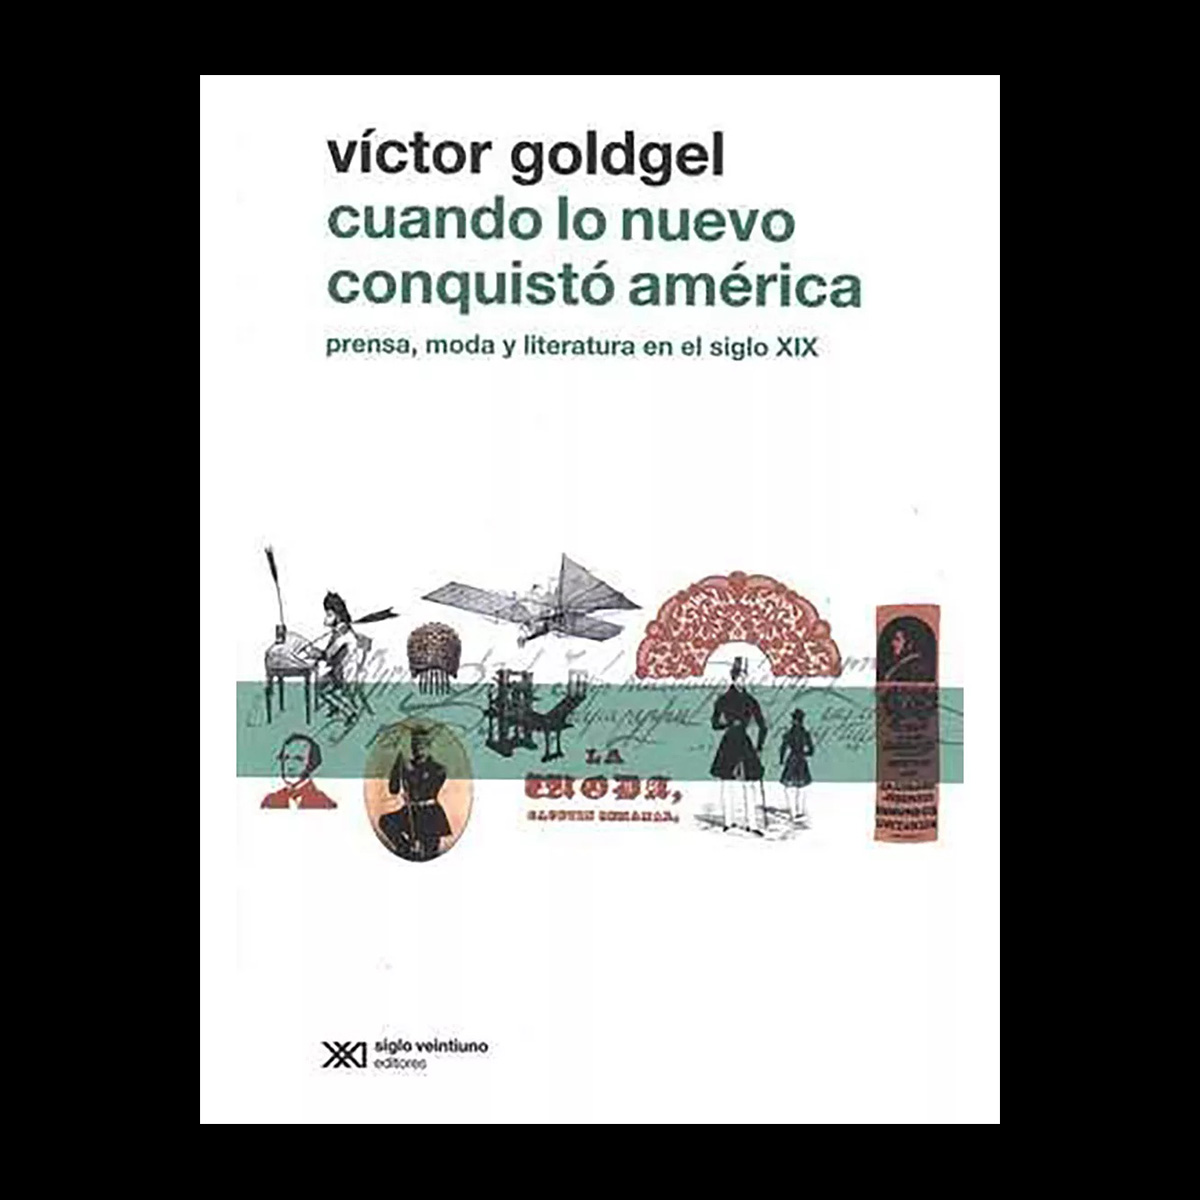 víctor goldgel
cuando lo nuevo
conquistó américa
prensa, moda y literatura en el siglo XIX
LA
MODA,
siglo veintiuno
editores